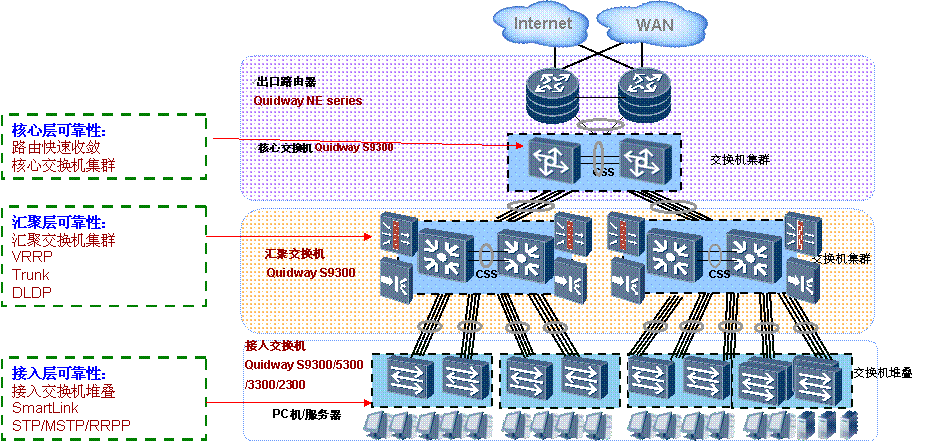 Internet
WAN
出口路由器
Quidway NE series
核心层可靠性:
路由快速收敛
核心交换机集群
核心交换机 Quidway S9300
CSS
交换机集群
汇聚层可靠性:
汇聚交换机集群
VRRP
Trunk
DLDP
汇聚交换机
Quidway S9300
CSS
CSS
交换机集群
接入层可靠性:
接入交换机堆叠
SmartLink
STP/MSTP/RRPP
接入交换机
Quidway S9300/5300
/3300/2300
交换机堆叠
PC机/服务器